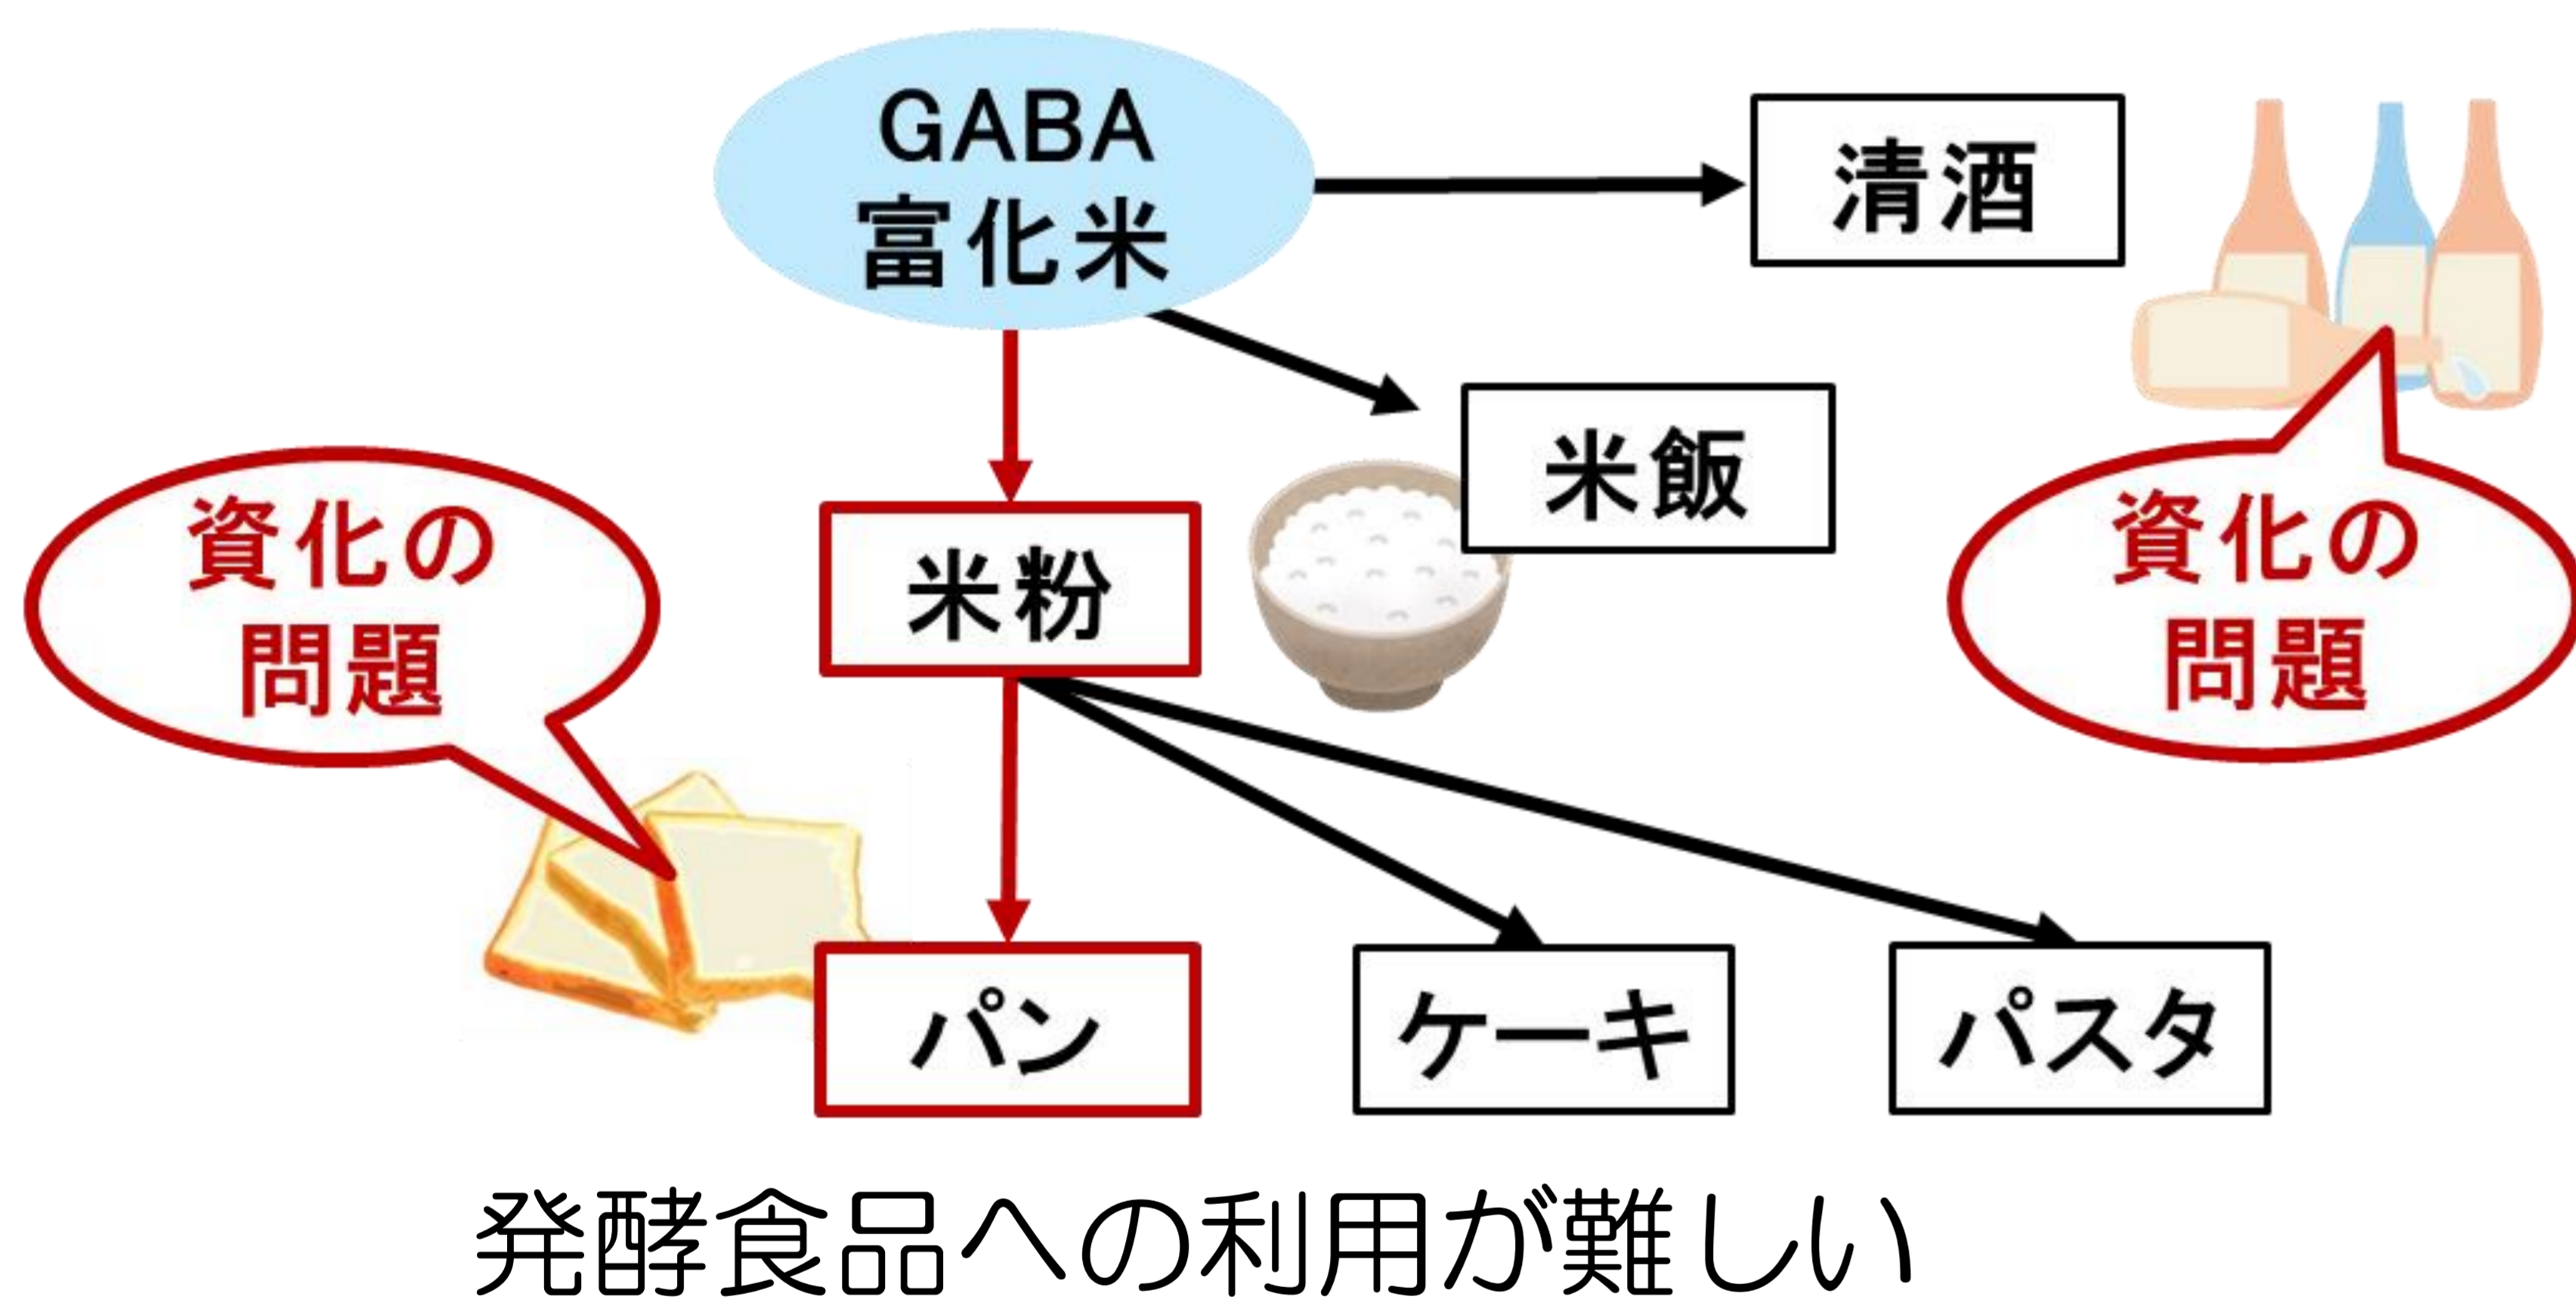 GABA
富化米
清酒
米飯
資化の
問題
米粉
資化の
問題
パン
ケーキ
パスタ
発酵食品への利用が難しい